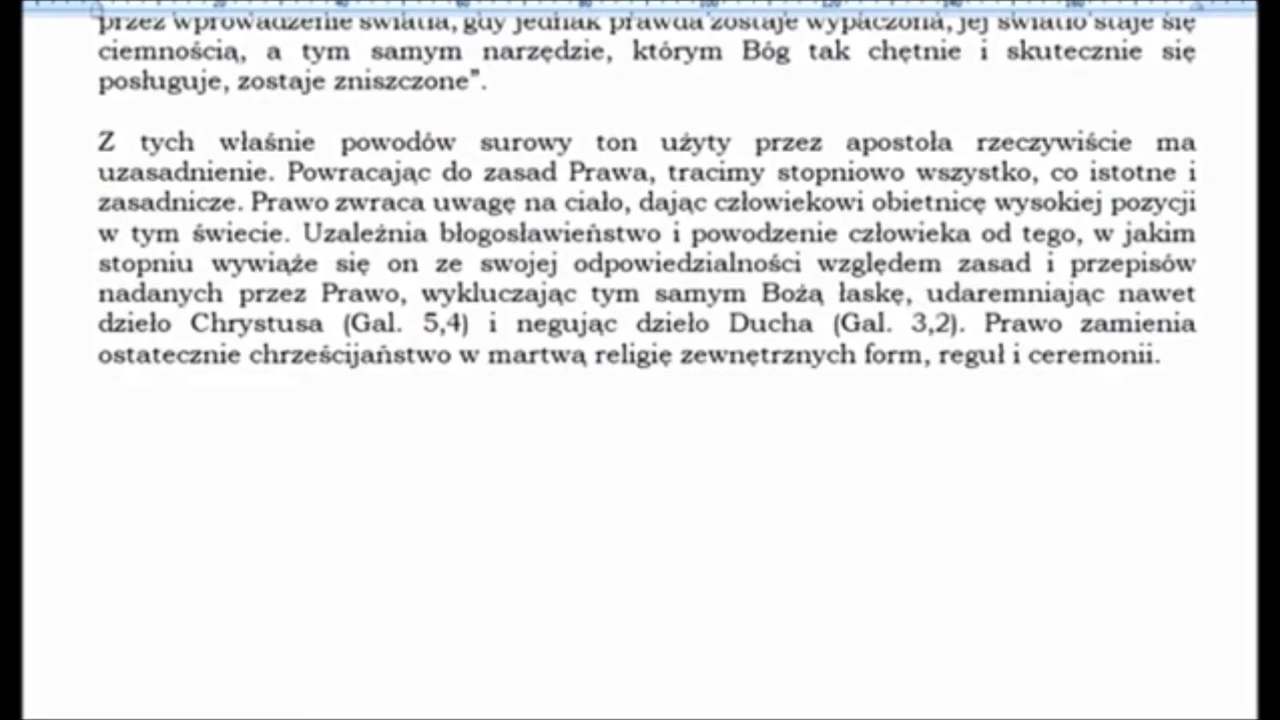 przez wprowadzenie światła, gdy jednak prawda zostaje wypaczona, jej światło staje się
ciemnością, a tym samym narzędzie, którym Bóg tak chętnie i skutecznie się
posługuje, zostaje zniszczone”.
Z tych właśnie powodów surowy ton użyty przez apostoła rzeczywiście ma
uzasadnienie. Powracając do zasad Prawa, tracimy stopniowo wszystko, co istotne i
zasadnicze. Prawo zwraca uwagę na ciało, dając człowiekowi obietnicę wysokiej pozycji
w tym świecie. Uzależnia błogosławieństwo i powodzenie człowieka od tego, w jakim
stopniu wywiąże się on ze swojej odpowiedzialności względem zasad i przepisów
nadanych przez Prawo, wykluczając tym samym Bożą łaskę, udaremniając nawet
dzieło Chrystusa (Gal. 5,4) i negując dzieło Ducha (Gal. 3,2). Prawo zamienia
ostatecznie chrześcijaństwo w martwą religię zewnętrznych form, reguł i ceremonii.